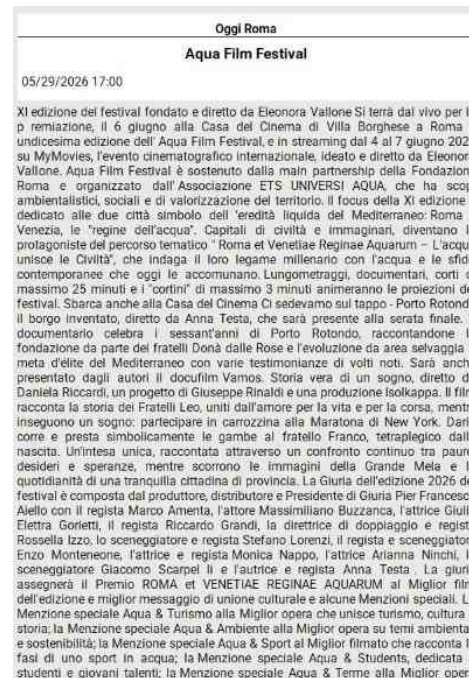 Oggi Roma
Aqua Film Festival
05/29/2026 17:00
XI edizione del festival fondato e diretto da Eleonora Vallone Si terrà dal vivo per l
p remiazione, il 6 giugno alla Casa del Cinema di Villa Borghese a Roma
undicesima edizione dell' Aqua Film Festival, e in streaming dal 4 al 7 giugno 202
su MyMovies, l'evento cinematografico internazionale, ideato e diretto da Eleonor
Vallone. Aqua Film Festival è sostenuto dalla main partnership della Fondazion
Roma e organizzato dall'Associazione ETS UNIVERSI AQUA, che ha scop
ambientalistici, sociali e di valorizzazione del territorio. Il focus della XI edizione
dedicato alle due città simbolo dell 'eredità liquida del Mediterraneo: Roma
Venezia, le "regine dell'acqua". Capitali di civiltà e immaginari, diventano l
protagoniste del percorso tematico " Roma et Venetiae Reginae Aquarum – L'acqu
unisce le Civiltà", che indaga il loro legame millenario con l'acqua e le sfid
contemporanee che oggi le accomunano. Lungometraggi, documentari, corti d
massimo 25 minuti e i "cortini" di massimo 3 minuti animeranno le proiezioni de
festival. Sbarca anche alla Casa del Cinema Ci sedevamo sul tappo - Porto Rotond
il borgo inventato, diretto da Anna Testa, che sarà presente alla serata finale.
documentario celebra i sessant'anni di Porto Rotondo, raccontandone l
fondazione da parte dei fratelli Donà dalle Rose e l'evoluzione da area selvaggia
meta d'elite del Mediterraneo con varie testimonianze di volti noti. Sarà anch
presentato dagli autori il docufilm Vamos. Storia vera di un sogno, diretto d
Daniela Riccardi, un progetto di Giuseppe Rinaldi e una produzione Isolkappa. Il film
racconta la storia dei Fratelli Leo, uniti dall'amore per la vita e per la corsa, mentr
inseguono un sogno: partecipare in carrozzina alla Maratona di New York. Dari
corre e presta simbolicamente le gambe al fratello Franco, tetraplegico dall
nascita. Un'intesa unica, raccontata attraverso un confronto continuo tra paure
desideri e speranze, mentre scorrono le immagini della Grande Mela e l
quotidianità di una tranquilla cittadina di provincia. La Giuria dell'edizione 2026 de
festival è composta dal produttore, distributore e Presidente di Giuria Pier Francesc
Aiello con il regista Marco Amenta, l'attore Massimiliano Buzzanca, l'attrice Giuli
Elettra Gorietti, il regista Riccardo Grandi, la direttrice di doppiaggio e regist
Rossella Izzo, lo sceneggiatore e regista Stefano Lorenzi, il regista e sceneggiator
Enzo Monteleone, l'attrice e regista Monica Nappo, l'attrice Arianna Ninchi, l
sceneggiatore Giacomo Scarpel li e l'autrice e regista Anna Testa . La giuri
assegnerà il Premio ROMA et VENETIAE REGINAE AQUARUM al Miglior film
dell'edizione e miglior messaggio di unione culturale e alcune Menzioni speciali. L
Menzione speciale Aqua & Turismo alla Miglior opera che unisce turismo, cultura
storia; la Menzione speciale Aqua & Ambiente alla Miglior opera su temi ambienta
e sostenibilità; la Menzione speciale Aqua & Sport al Miglior filmato che racconta l
fasi di uno sport in acqua; la Menzione speciale Aqua & Students, dedicata
studenti e giovani talenti; la Menzione speciale Aqua & Terme alla Miglior oper